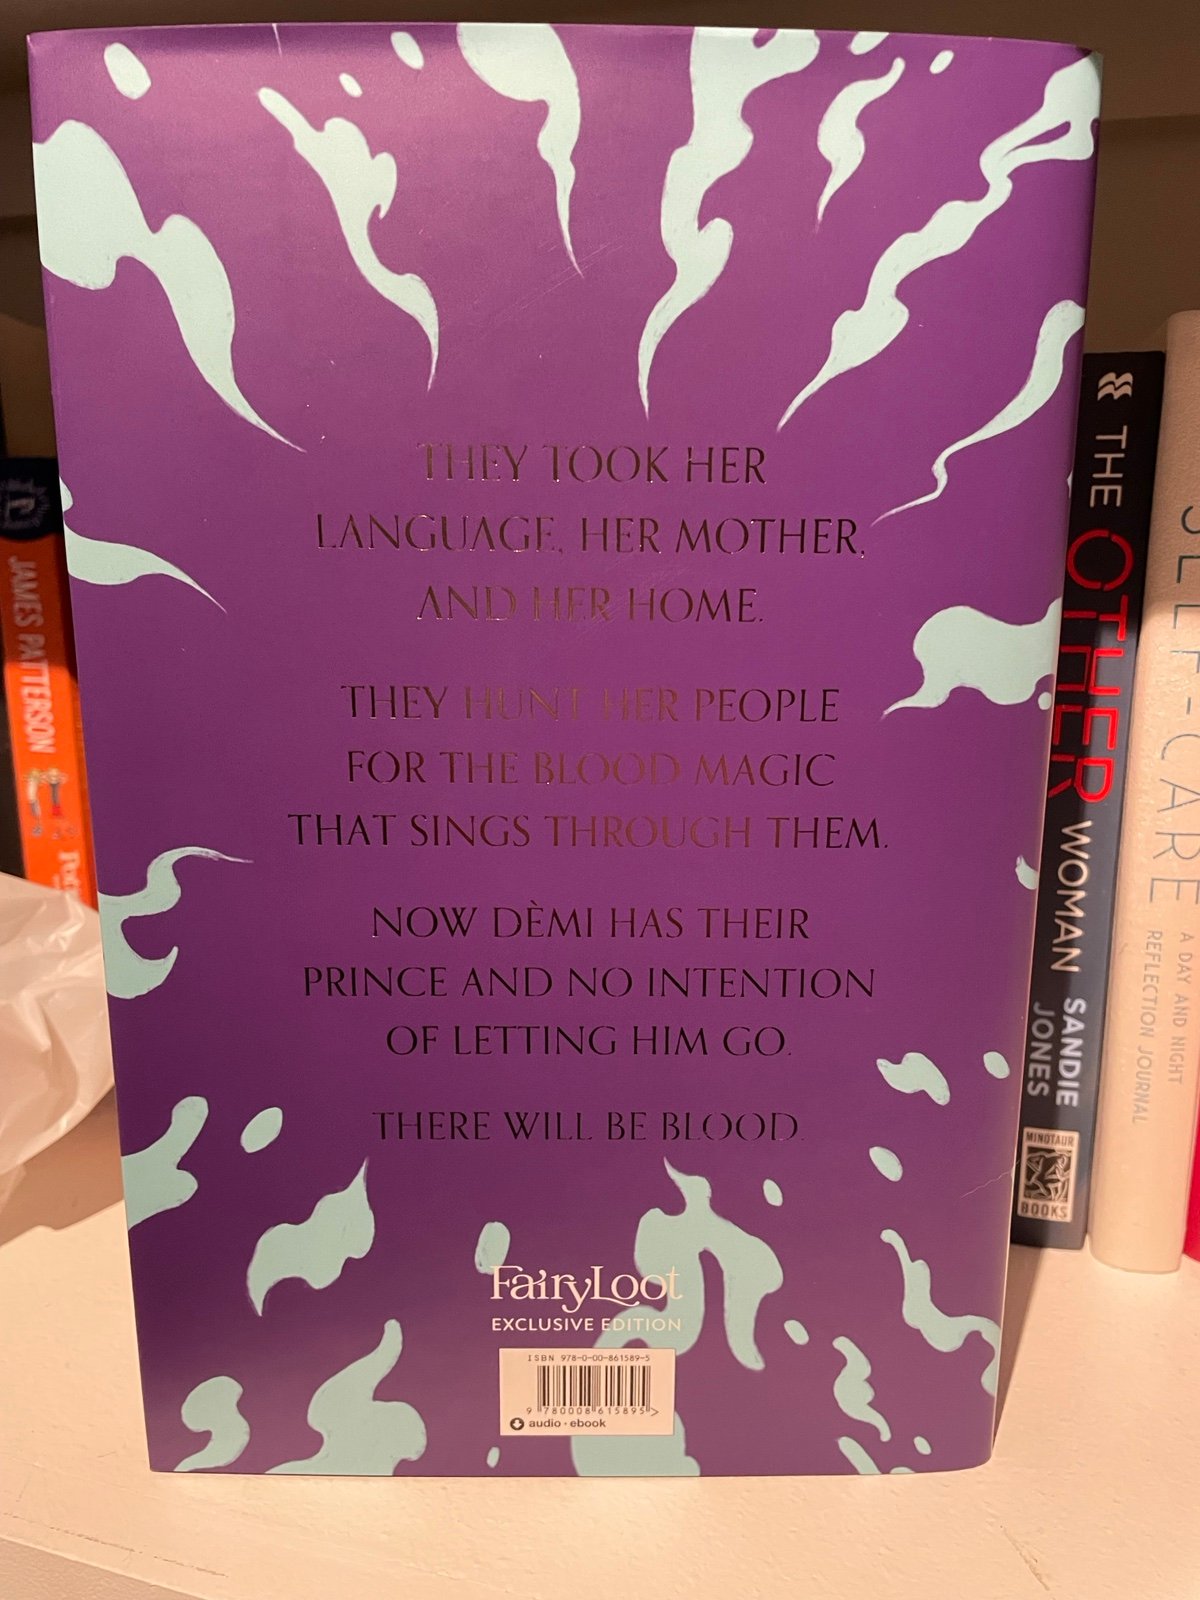 THEY TOOK HER
LANGUAGE, HER MOTHER,
AND HER HOME.
THEY HUNT HER PEOPLE
FOR THE BLOOD MAGIC
THAT SINGS THROUGH THEM.
NOW DÈMI HAS THEIR
PRINCE AND NO INTENTION
OF LETTING HIM GO.
THERE WILL BE BLOOD.
FairyLoot
EXCLUSIVE EDITION
ISBN 978-0-00-861589-5
9 780008 615895 >
audio · ebook
JAMES PATTERSON
THE OTHER WOMAN
SANDIE
JONES
MINOTAUR
BOOKS
SELF-CARE
A DAY AND NIGHT
REFLECTION JOURNAL